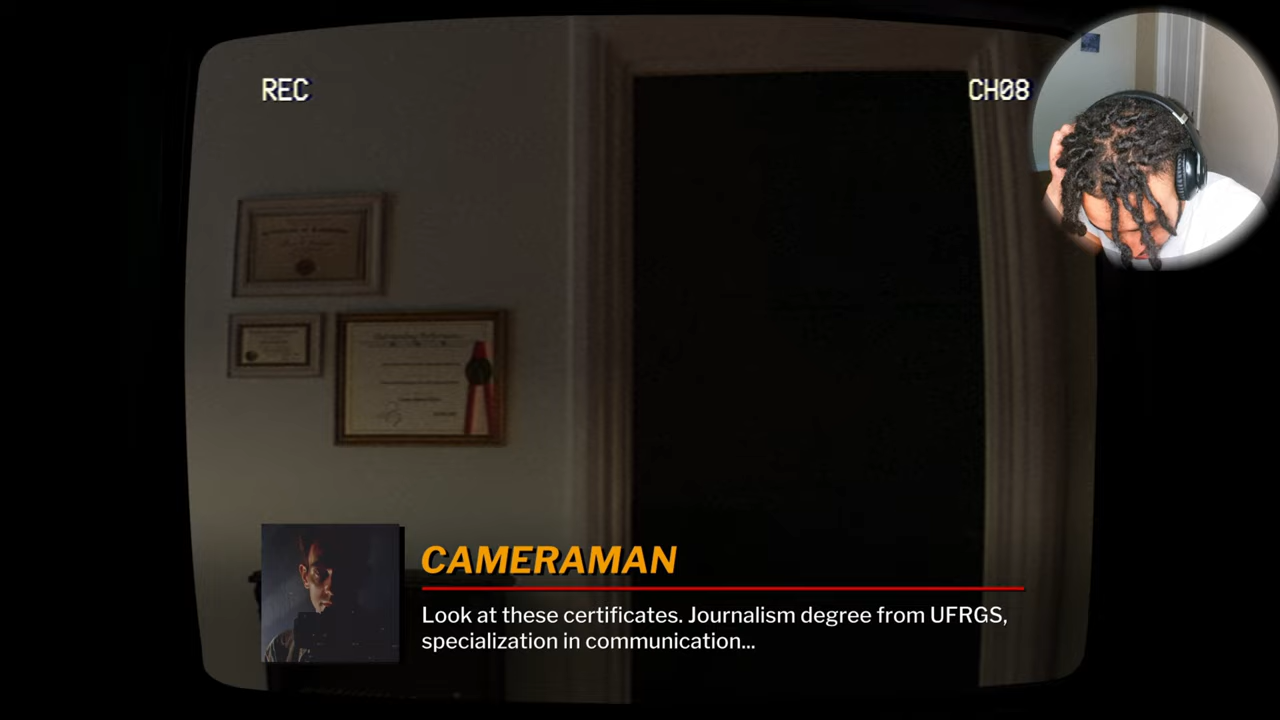 REC
CH08
CAMERAMAN
Look at these certificates. Journalism degree from UFRGS,
specialization in communication...